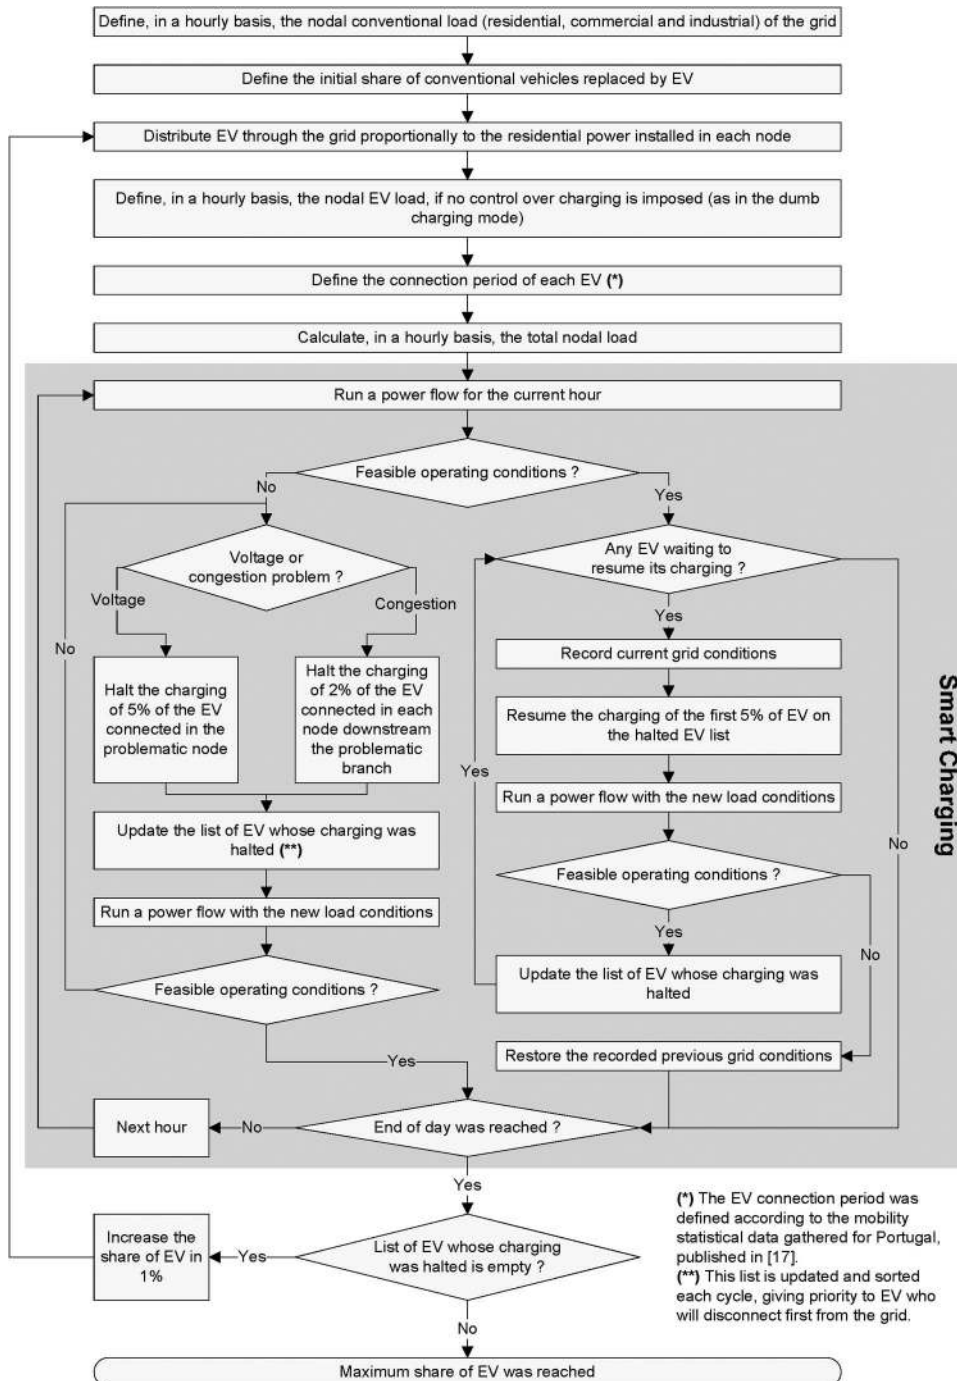 Define, in a hourly basis, the nodal conventional load (residential, commercial and industrial) of the grid
Define the initial share of conventional vehicles replaced by EV
Distribute EV through the grid proportionally to the residential power installed in each node
Define, in a hourly basis, the nodal EV load, if no control over charging is imposed (as in the dumb
charging mode)
Define the connection period of each EV (*)
Calculate, in a hourly basis, the total nodal load
Run a power flow for the current hour
Feasible operating conditions ?
No
Yes
Voltage or
congestion problem ?
Voltage
Congestion
No
Halt the charging
of 5% of the EV
connected in the
problematic node
Halt the charging
of 2% of the EV
connected in each
node downstream
the problematic
branch
Update the list of EV whose charging was
halted (**)
Run a power flow with the new load conditions
Feasible operating conditions ?
Yes
Any EV waiting to
resume its charging ?
Yes
Record current grid conditions
Resume the charging of the first 5% of EV on
the halted EV list
Yes
Run a power flow with the new load conditions
No
Feasible operating conditions ?
Yes
No
Update the list of EV whose charging was
halted
Restore the recorded previous grid conditions
Smart Charging
Next hour
No
End of day was reached ?
Yes
Increase the
share of EV in
1%
Yes
List of EV whose charging
was halted is empty ?
No
Maximum share of EV was reached
(*) The EV connection period was
defined according to the mobility
statistical data gathered for Portugal,
published in [17].
(**) This list is updated and sorted
each cycle, giving priority to EV who
will disconnect first from the grid.